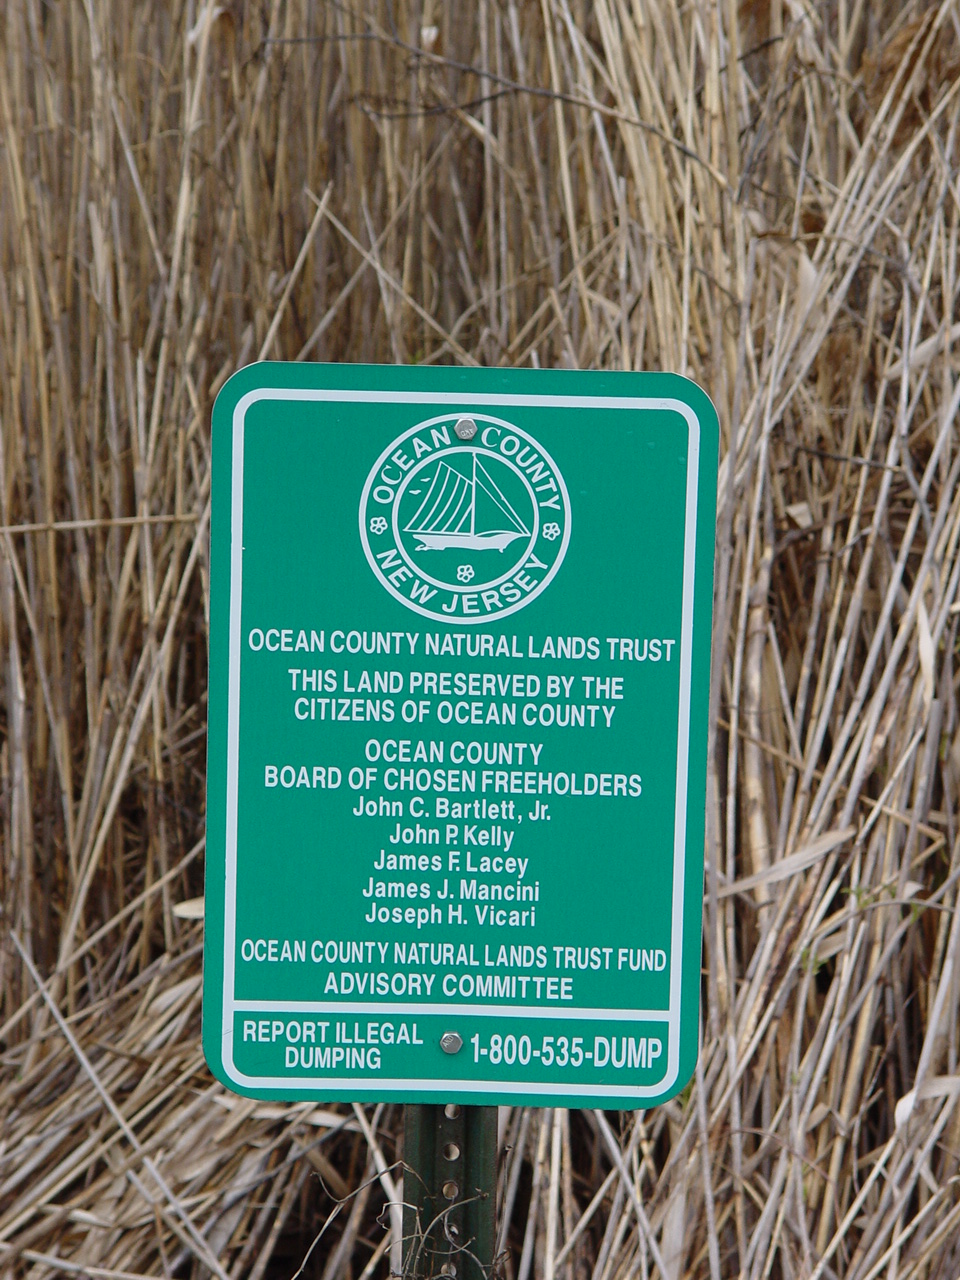 OCEAN COUNTY
NEW JERSEY
OCEAN COUNTY NATURAL LANDS TRUST
THIS LAND PRESERVED BY THE
CITIZENS OF OCEAN COUNTY
OCEAN COUNTY
BOARD OF CHOSEN FREEHOLDERS
John C. Bartlett, Jr.
John P. Kelly
James F. Lacey
James J. Mancini
Joseph H. Vicari
OCEAN COUNTY NATURAL LANDS TRUST FUND
ADVISORY COMMITTEE
REPORT ILLEGAL
DUMPING
1-800-535-DUMP